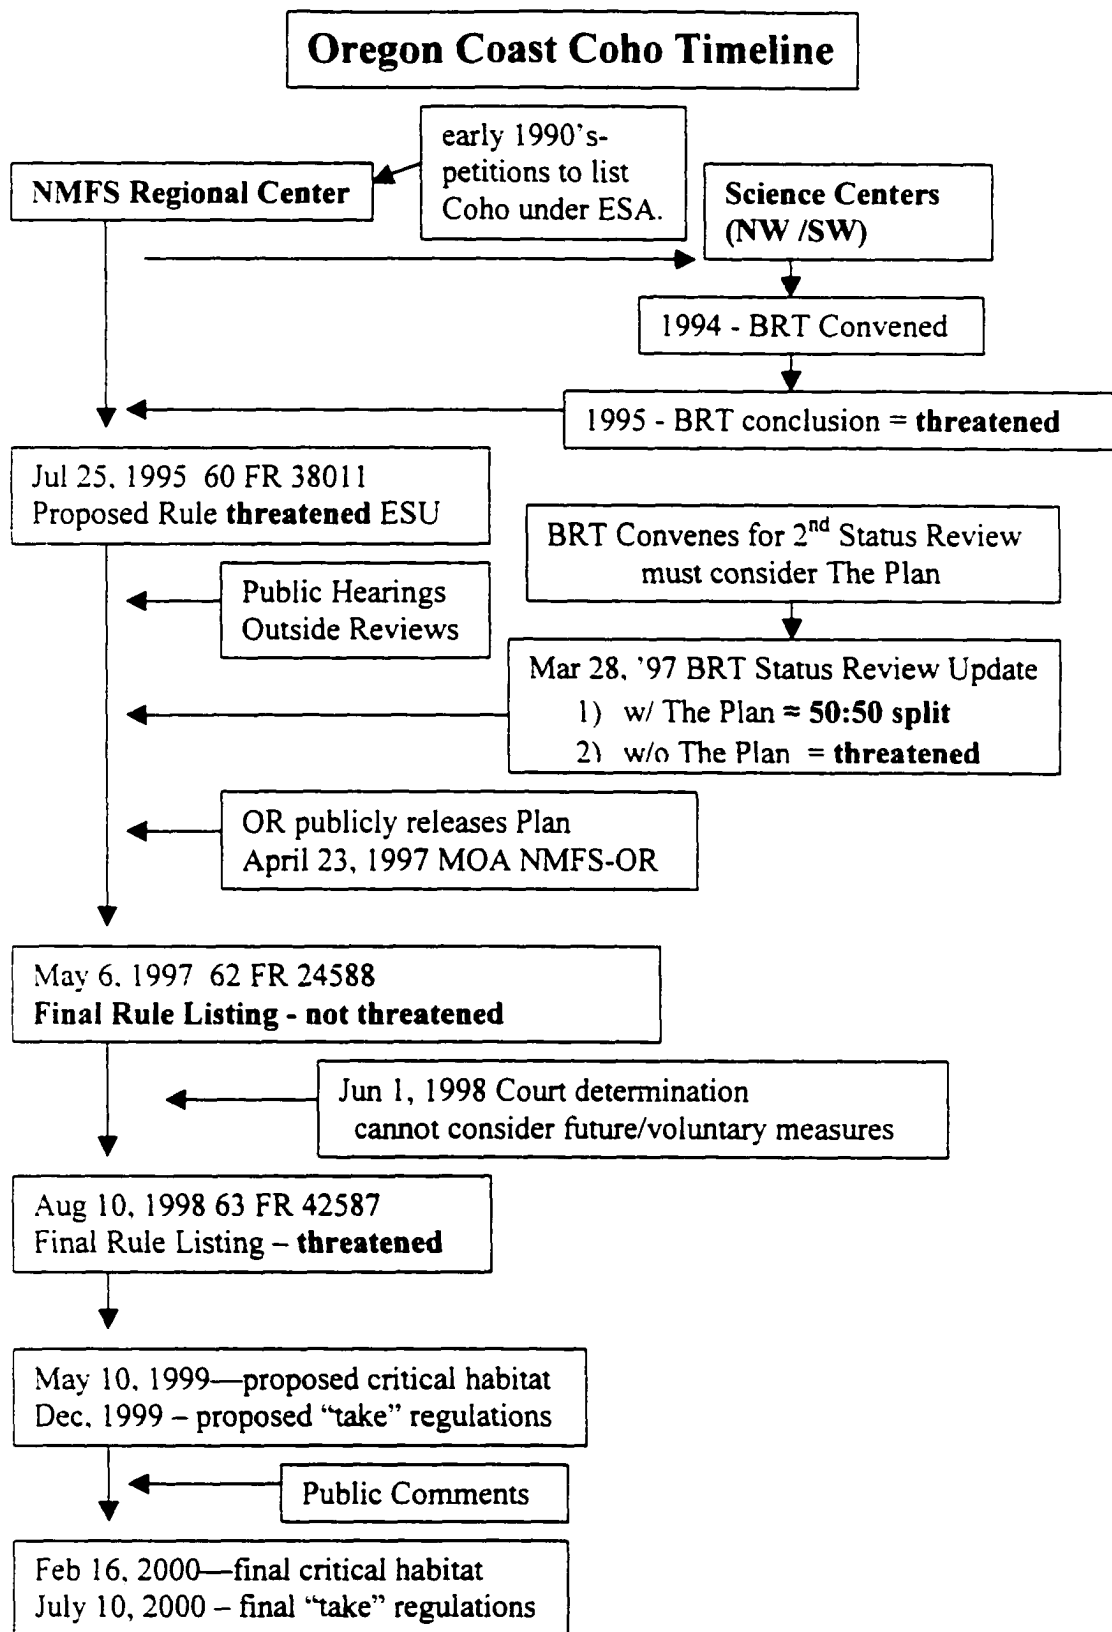 Oregon Coast Coho Timeline
early 1990's-
petitions to list
Coho under ESA.
NMFS Regional Center
Science Centers
(NW /SW)
1994 - BRT Convened
1995 - BRT conclusion = threatened
Jul 25, 1995 60 FR 38011
Proposed Rule threatened ESU
BRT Convenes for 2nd Status Review
must consider The Plan
Public Hearings
Outside Reviews
Mar 28, '97 BRT Status Review Update
1) w/ The Plan ≈ 50:50 split
2) w/o The Plan = threatened
OR publicly releases Plan
April 23, 1997 MOA NMFS-OR
May 6, 1997 62 FR 24588
Final Rule Listing - not threatened
Jun 1, 1998 Court determination
cannot consider future/voluntary measures
Aug 10, 1998 63 FR 42587
Final Rule Listing – threatened
May 10, 1999—proposed critical habitat
Dec, 1999 – proposed “take” regulations
Public Comments
Feb 16, 2000—final critical habitat
July 10, 2000 – final “take” regulations